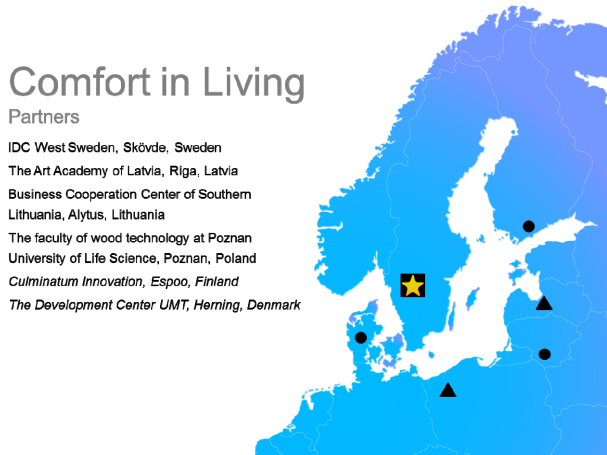 Comfort in Living
Partners
IDC West Sweden, Skövde, Sweden
The Art Academy of Latvia, Riga, Latvia
Business Cooperation Center of Southern
Lithuania, Alytus, Lithuania
The faculty of wood technology at Poznan
University of Life Science, Poznan, Poland
Culminatum Innovation, Espoo, Finland
The Development Center UMT, Herning, Denmark